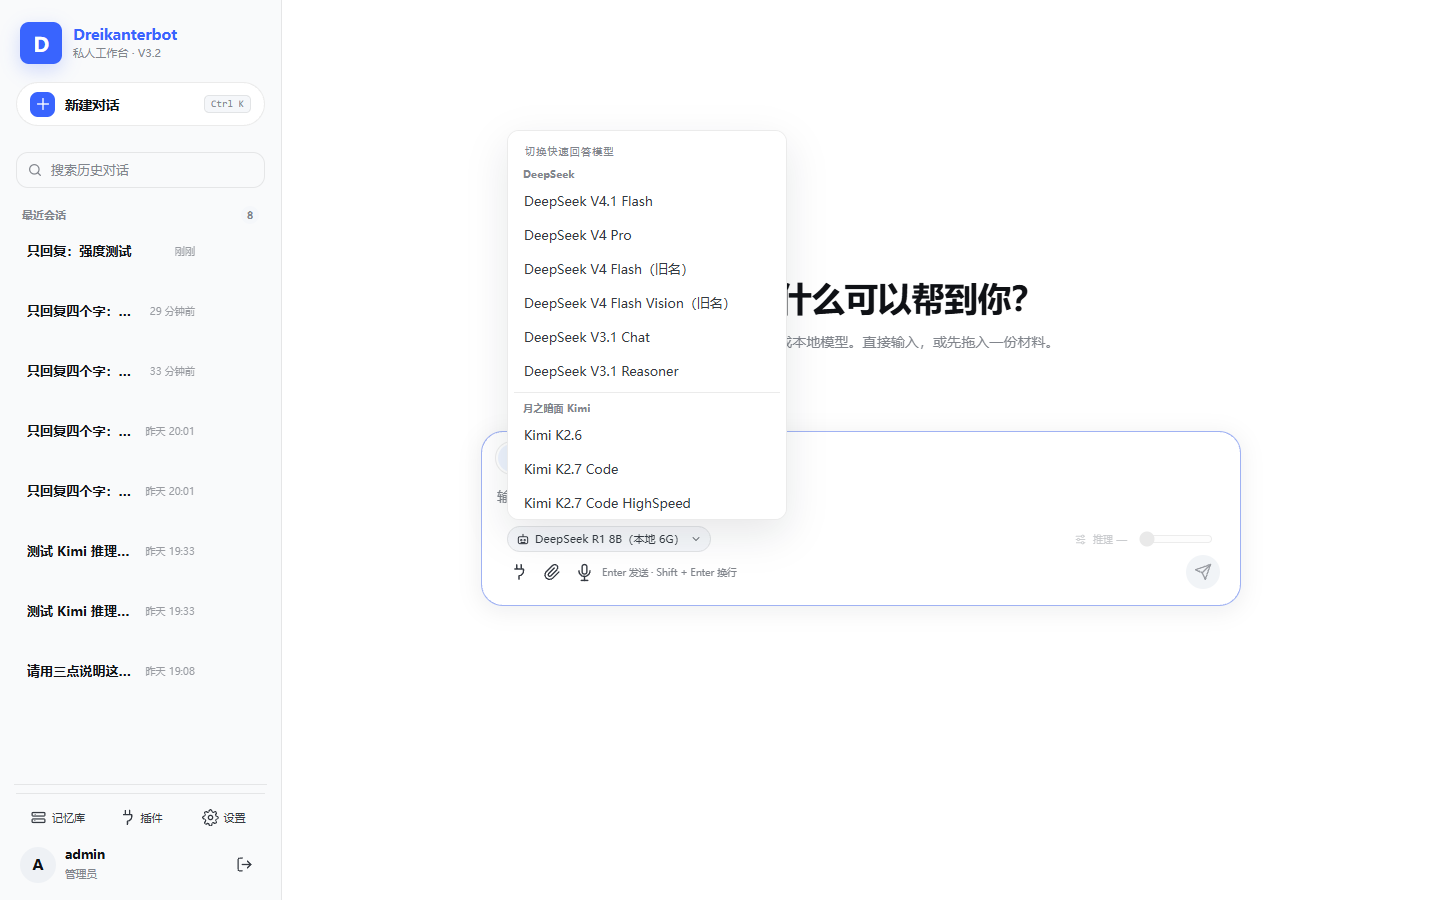 D
Dreikanterbot
私人工作台 · V3.2
新建对话
Ctrl K
搜索历史对话
最近会话
8
只回复：强度测试
刚刚
只回复四个字：...
29 分钟前
只回复四个字：...
33 分钟前
只回复四个字：...
昨天 20:01
只回复四个字：...
昨天 20:01
测试 Kimi 推理...
昨天 19:33
测试 Kimi 推理...
昨天 19:33
请用三点说明这...
昨天 19:08
记忆库
插件
设置
A
admin
管理员
切换快速回答模型
DeepSeek
DeepSeek V4.1 Flash
DeepSeek V4 Pro
DeepSeek V4 Flash（旧名）
DeepSeek V4 Flash Vision（旧名）
DeepSeek V3.1 Chat
DeepSeek V3.1 Reasoner
月之暗面 Kimi
Kimi K2.6
Kimi K2.7 Code
Kimi K2.7 Code HighSpeed
什么可以帮到你？
本地模型。直接输入，或先拖入一份材料。
输
DeepSeek R1 8B（本地 6G）
推理 —
Enter 发送 · Shift + Enter 换行